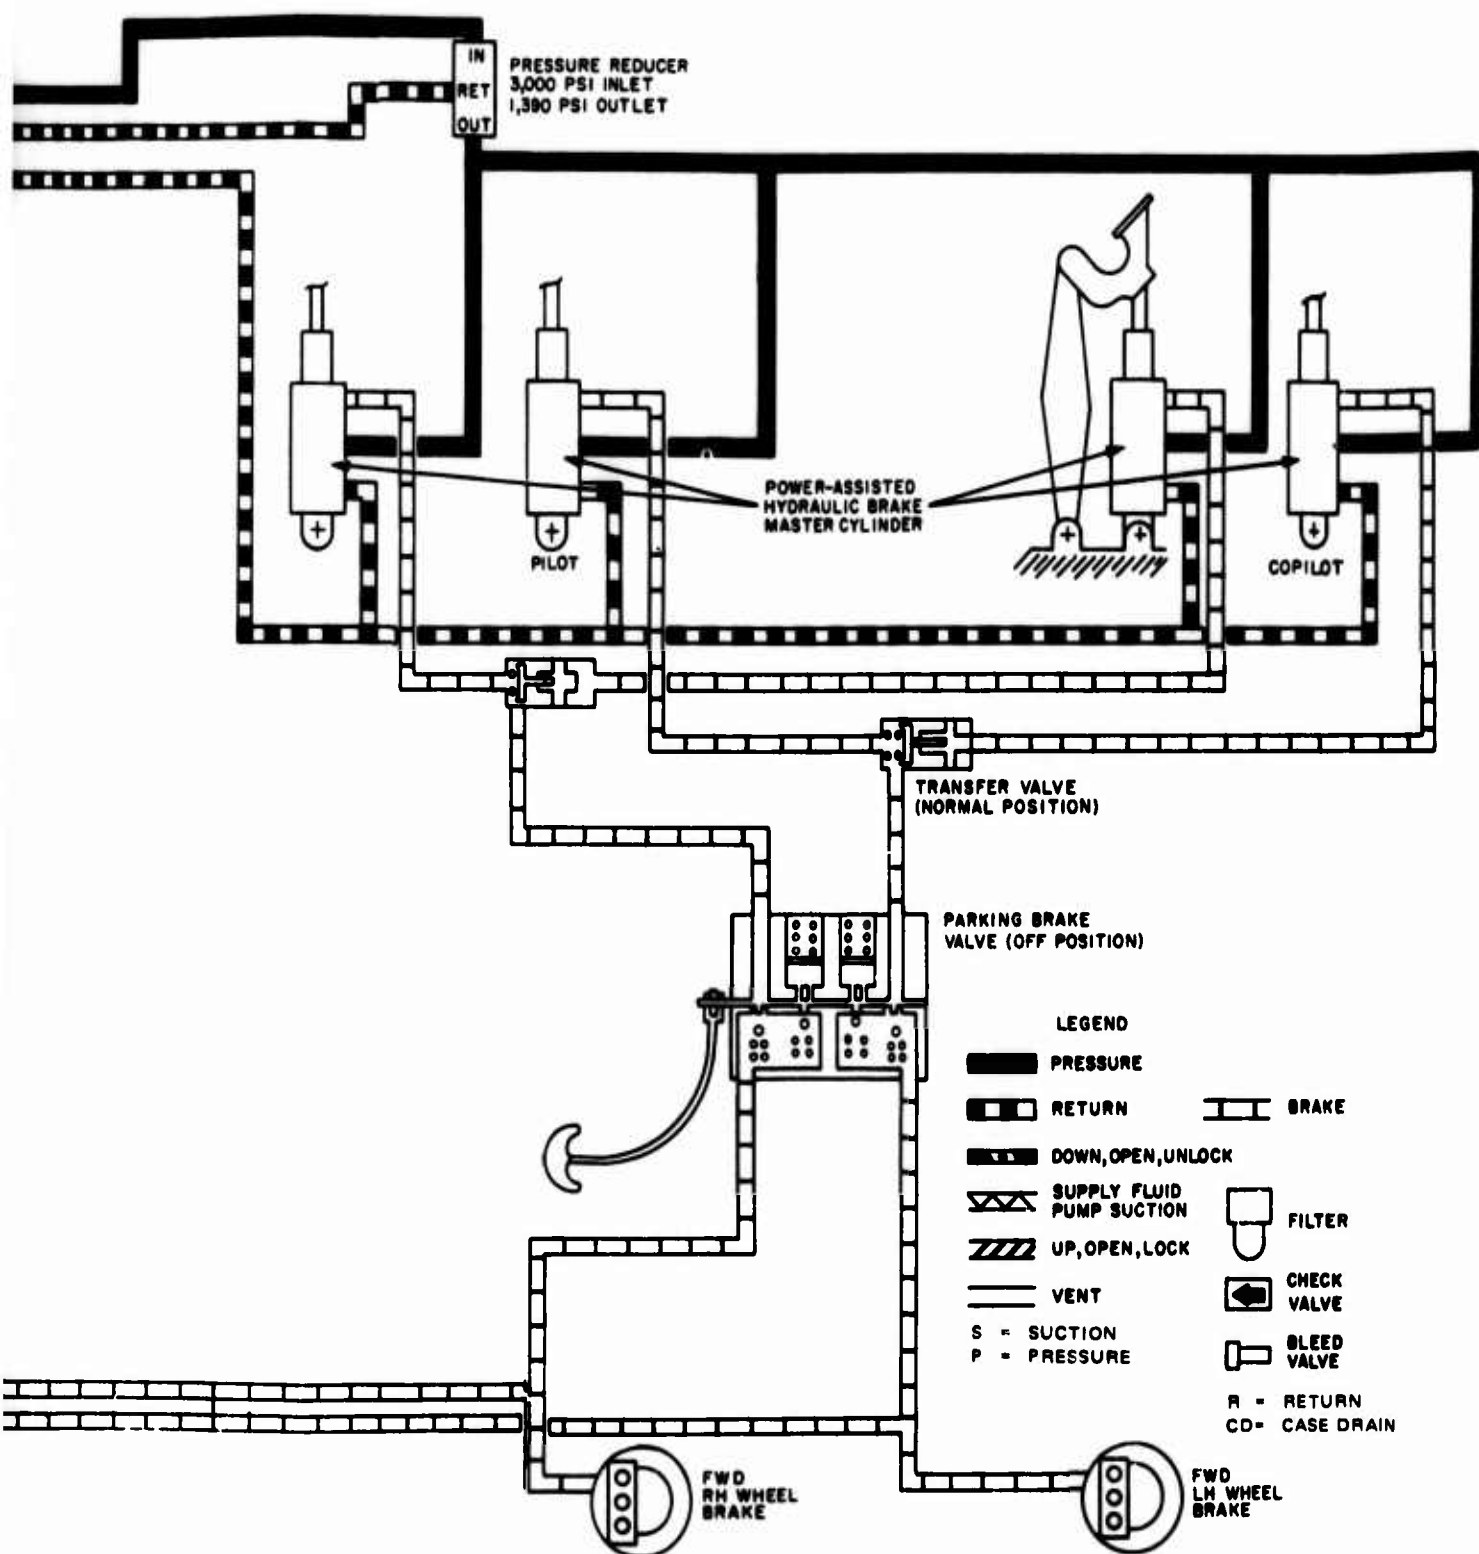 IN
RET
OUT
PRESSURE REDUCER
3,000 PSI INLET
1,390 PSI OUTLET
POWER-ASSISTED
HYDRAULIC BRAKE
MASTER CYLINDER
PILOT
COPILOT
TRANSFER VALVE
(NORMAL POSITION)
PARKING BRAKE
VALVE (OFF POSITION)
LEGEND
PRESSURE
RETURN
BRAKE
DOWN, OPEN, UNLOCK
SUPPLY FLUID
PUMP SUCTION
FILTER
UP, OPEN, LOCK
CHECK
VALVE
VENT
S = SUCTION
P = PRESSURE
BLEED
VALVE
R = RETURN
CD= CASE DRAIN
FWD
RH WHEEL
BRAKE
FWD
LH WHEEL
BRAKE